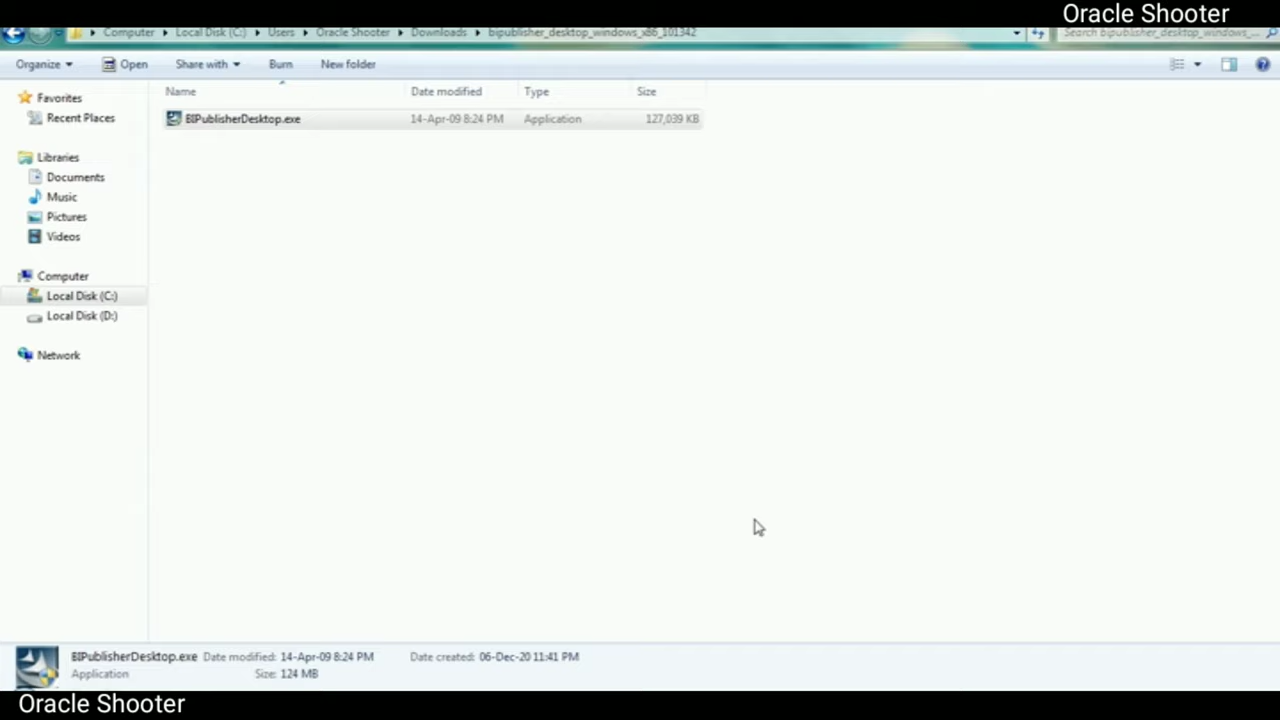 Oracle Shooter
Computer Local Disk (C:) Users Oracle Shooter Downloads bipublisher_desktop_windows_x86_101342 Search bipublisher_desktop_windows_...
Organize Open Share with Burn New folder
Name Date modified Type Size
BIPublisherDesktop.exe 14-Apr-09 8:24 PM Application 127,039 KB
Favorites
Recent Places
Libraries
Documents
Music
Pictures
Videos
Computer
Local Disk (C:)
Local Disk (D:)
Network
BIPublisherDesktop.exe Date modified: 14-Apr-09 8:24 PM Date created: 06-Dec-20 11:41 PM
Application Size: 124 MB
Oracle Shooter